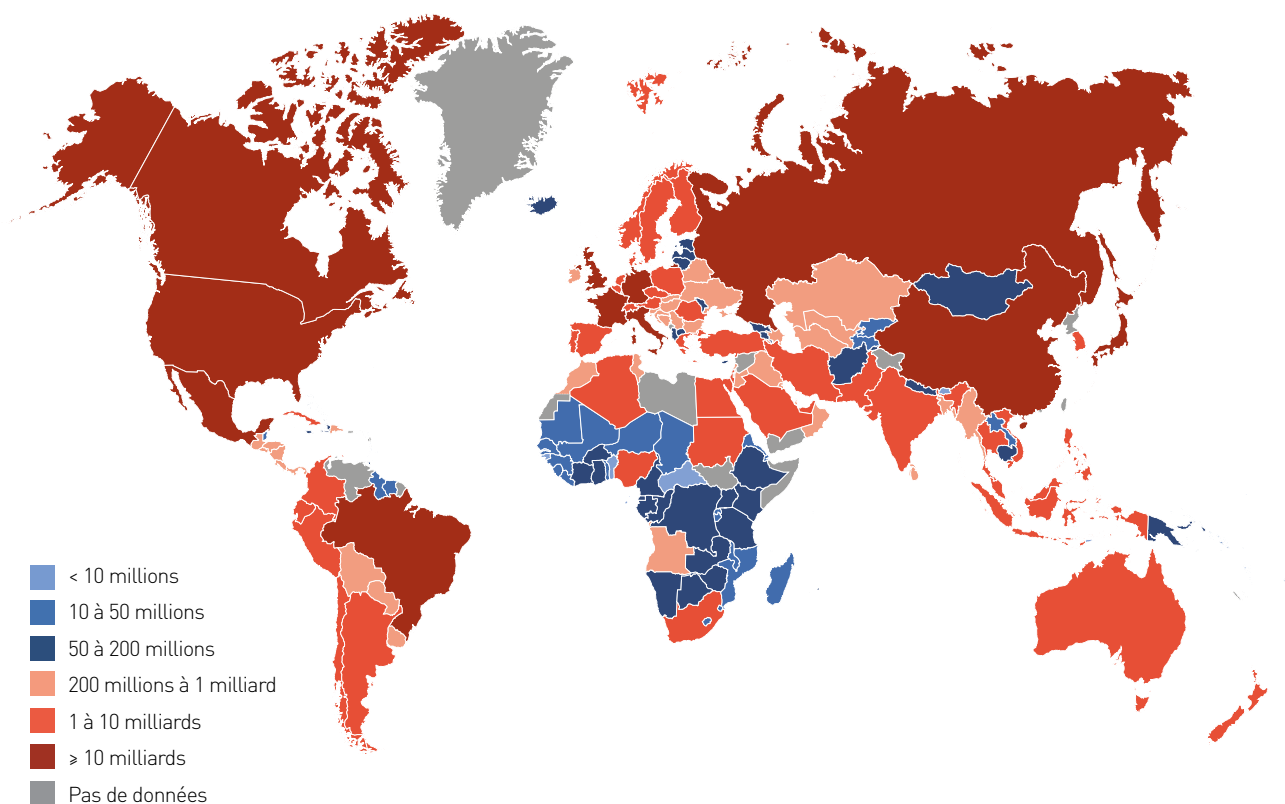 < 10 millions
10 à 50 millions
50 à 200 millions
200 millions à 1 milliard
1 à 10 milliards
⩾ 10 milliards
Pas de données